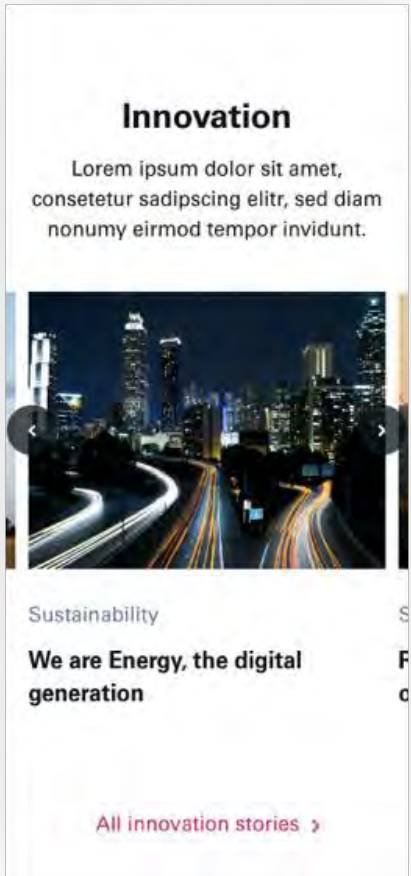 Innovation
Lorem ipsum dolor sit amet,
consetetur sadipscing elitr, sed diam
nonumy eirmod tempor invidunt.
Sustainability
We are Energy, the digital
generation
All innovation stories